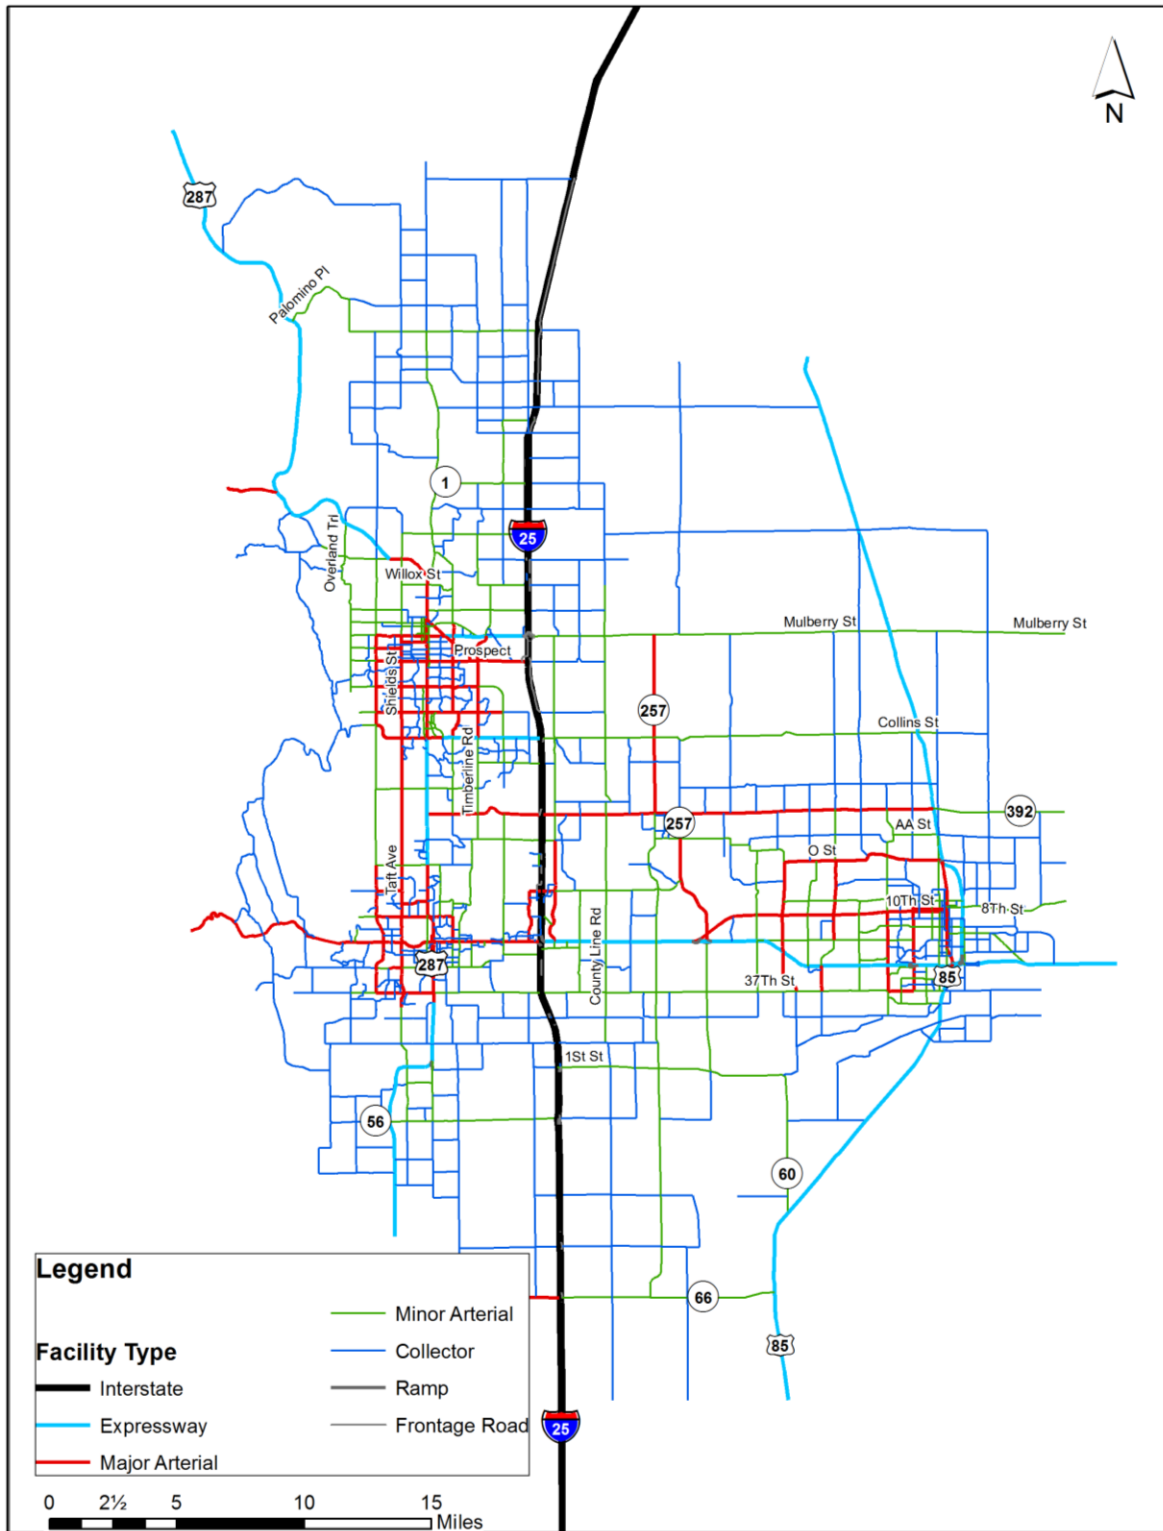 N
287
Palomino Pl
1
Overland Trl
25
Willox St
Mulberry St
Mulberry St
Prospect
Shields St
257
Collins St
Timberline Rd
392
257
AA St
O St
Taft Ave
10Th St
8Th St
County Line Rd
287
37Th St
85
1St St
56
60
66
85
25
Legend
Facility Type
Interstate
Expressway
Major Arterial
Minor Arterial
Collector
Ramp
Frontage Road
0 2½ 5 10 15
Miles